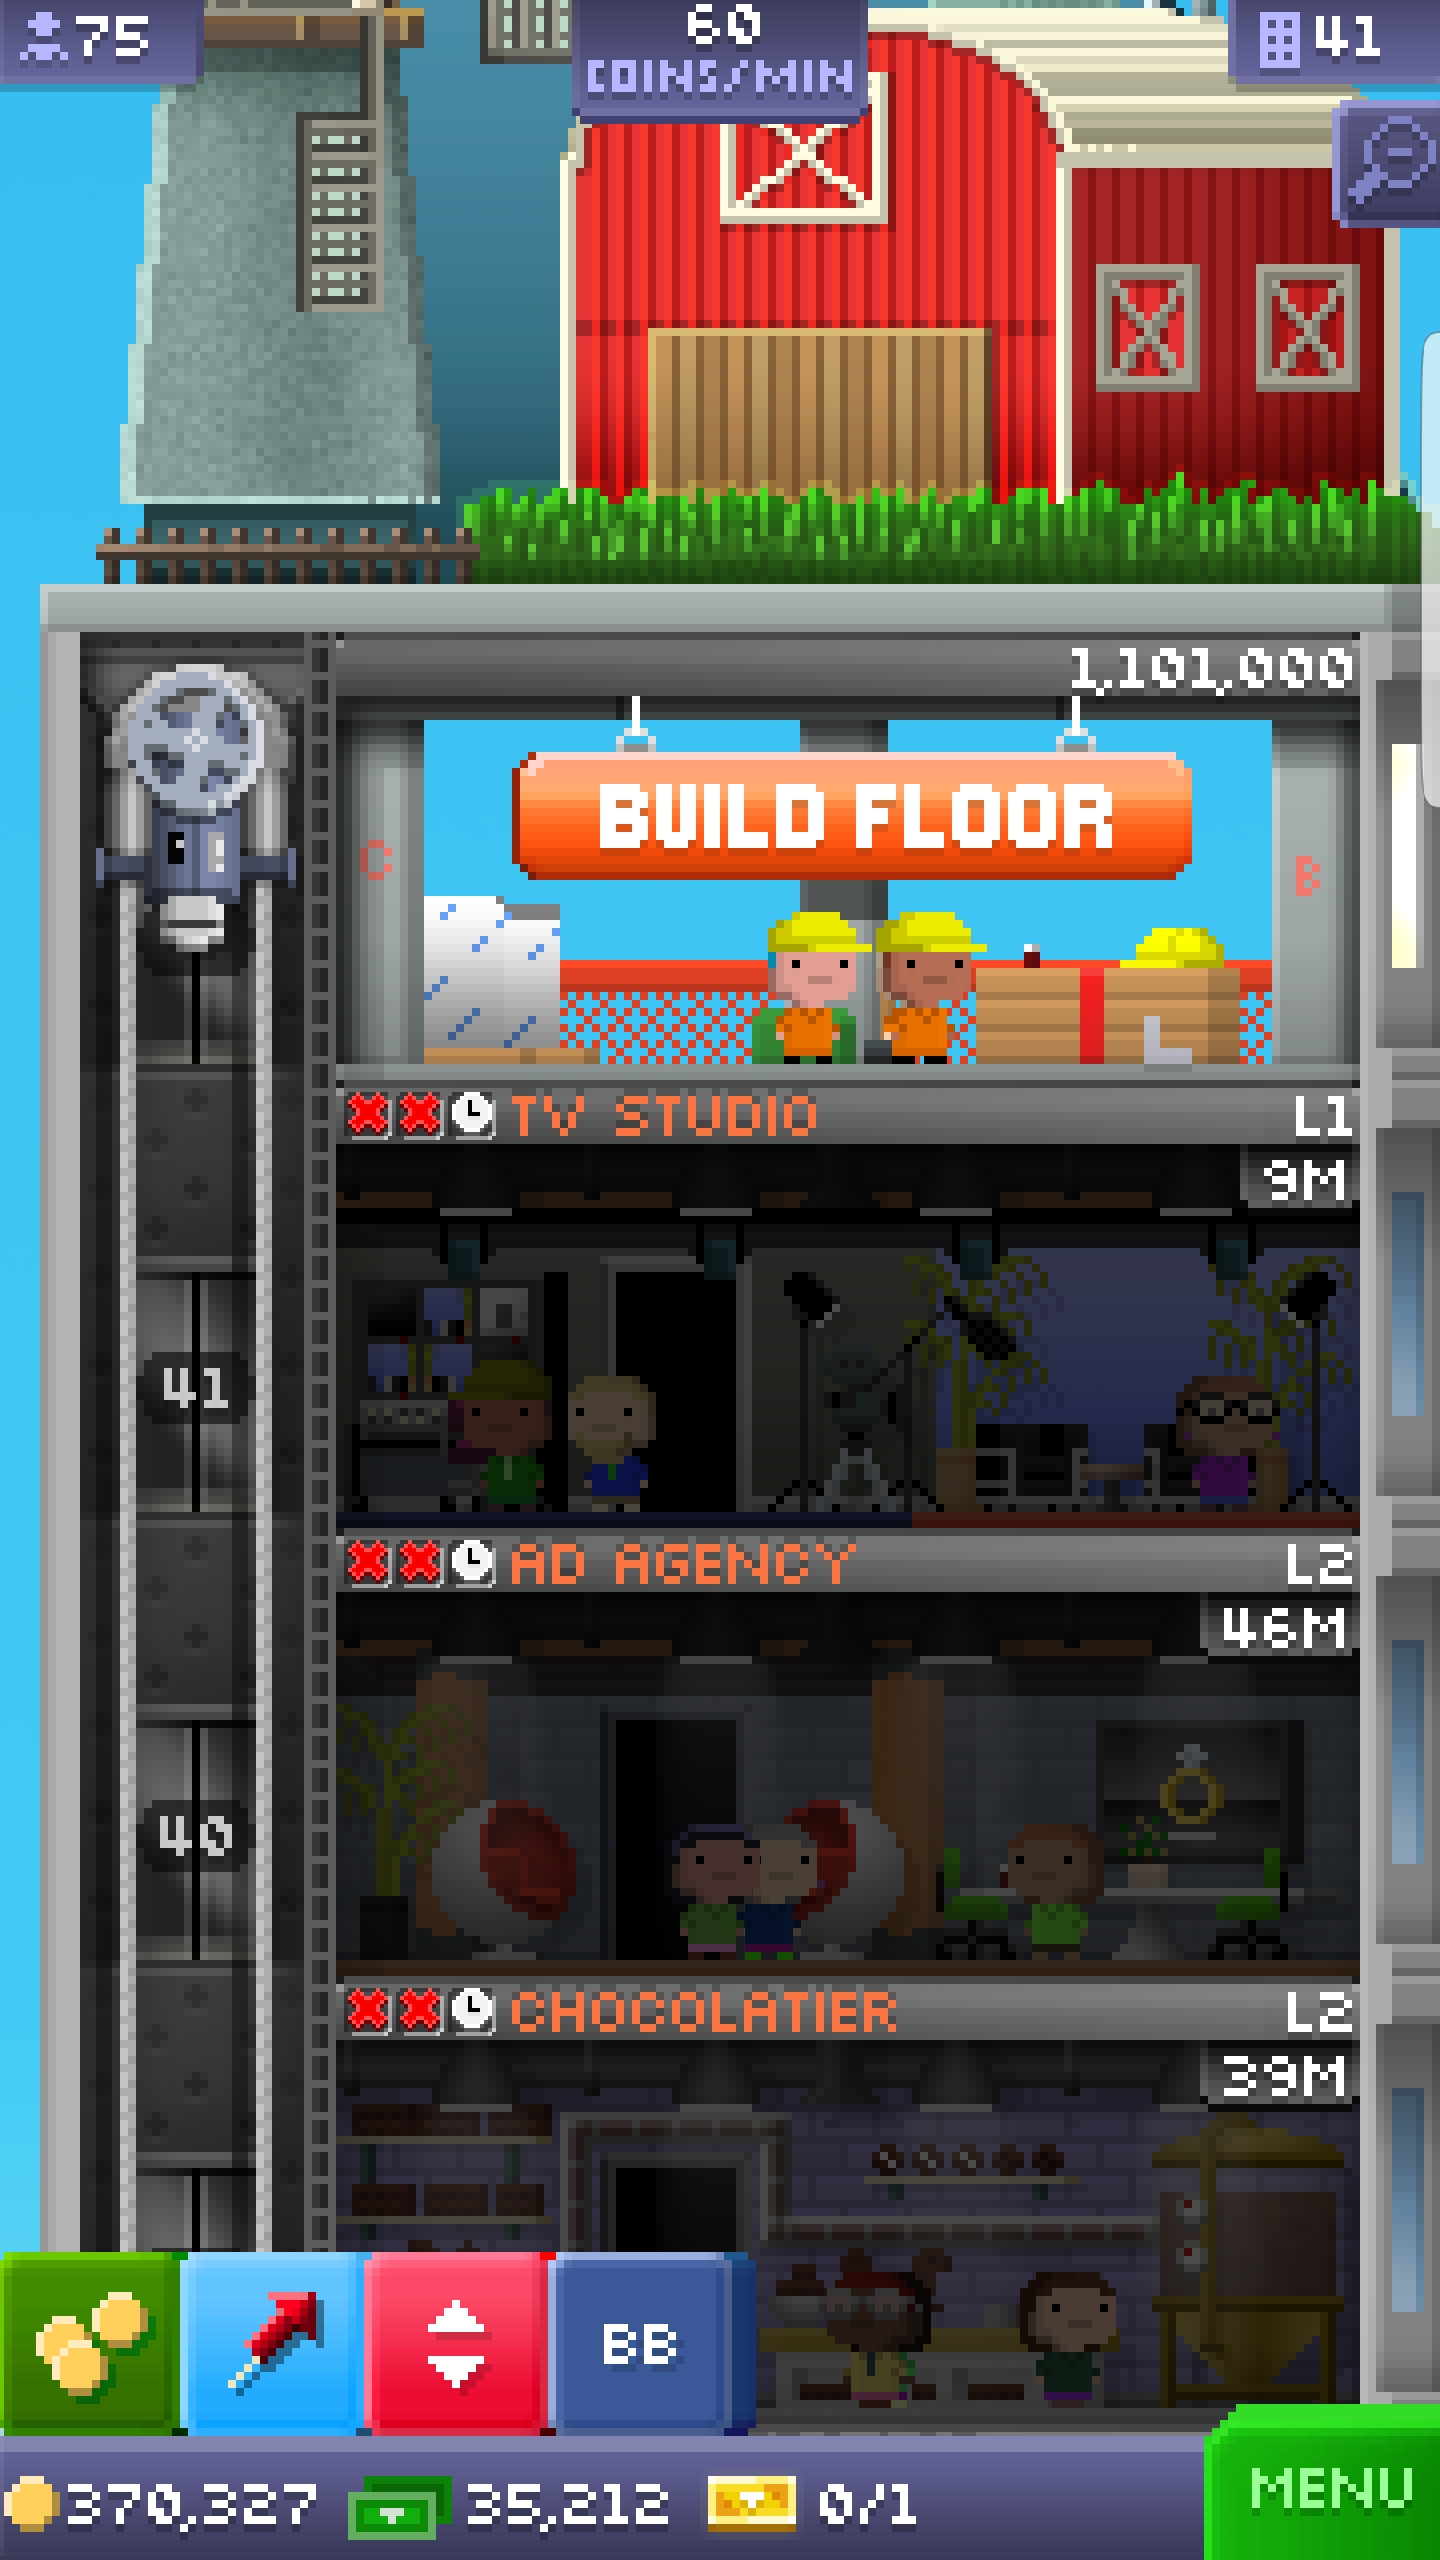 75
60
COINS/MIN
41
1,101,000
BUILD FLOOR
C
B
L
TV STUDIO L1
9M
41
AD AGENCY L2
46M
40
CHOCOLATIER L2
39M
BB
370,327 35,212 0/1
MENU